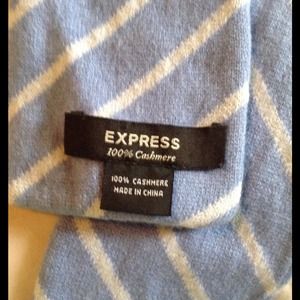 EXPRESS
100% Cashmere
100% CASHMERE
MADE IN CHINA